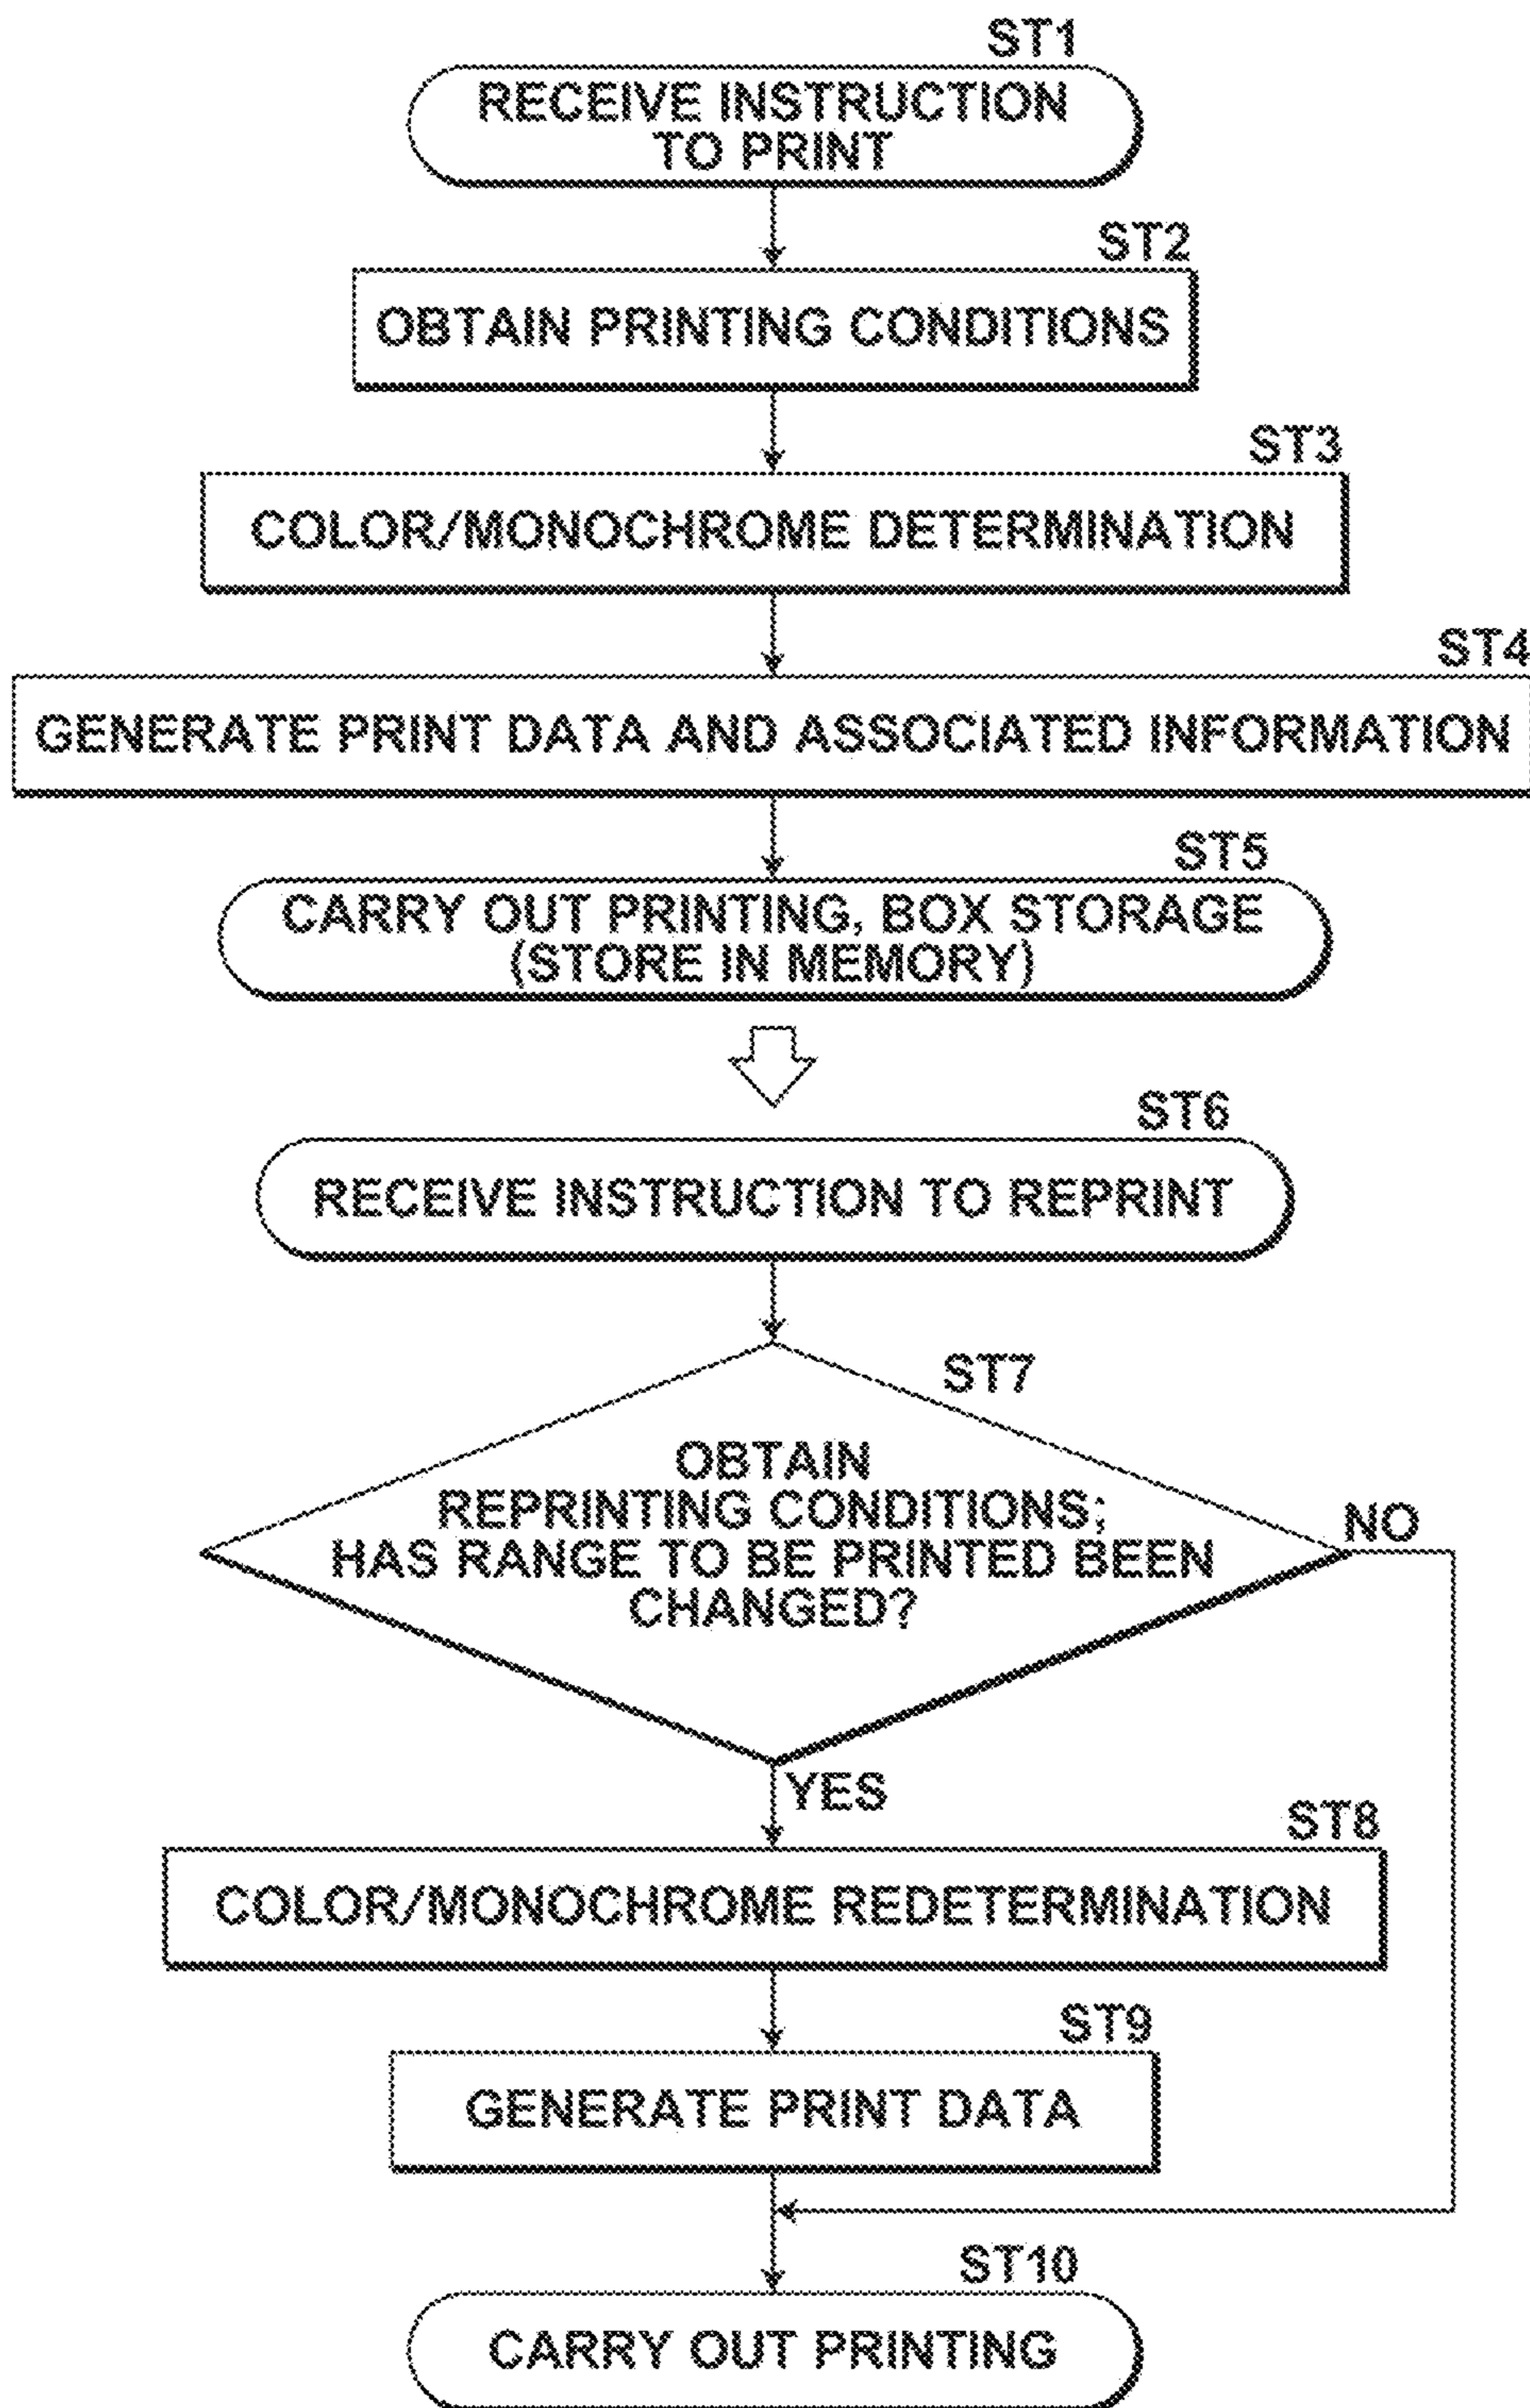 ST1
RECEIVE INSTRUCTION
TO PRINT
ST2
OBTAIN PRINTING CONDITIONS
ST3
COLOR/MONOCHROME DETERMINATION
ST4
GENERATE PRINT DATA AND ASSOCIATED INFORMATION
ST5
CARRY OUT PRINTING, BOX STORAGE
(STORE IN MEMORY)
ST6
RECEIVE INSTRUCTION TO REPRINT
ST7
OBTAIN
REPRINTING CONDITIONS;
HAS RANGE TO BE PRINTED BEEN
CHANGED?
NO
YES
ST8
COLOR/MONOCHROME REDETERMINATION
ST9
GENERATE PRINT DATA
ST10
CARRY OUT PRINTING